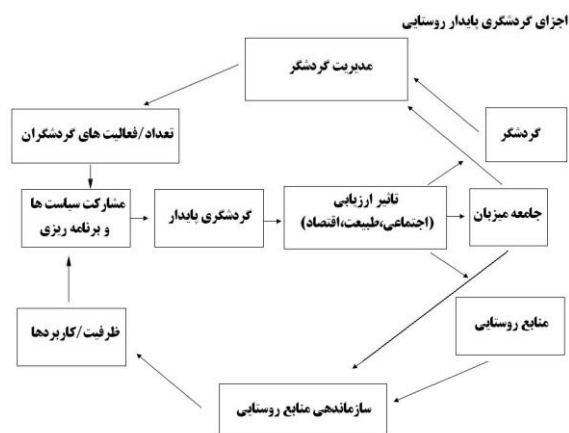 اجزای گردشگری پایدار روستایی
مدیریت گردشگر
گردشگر
تعداد/فعالیت های گردشگران
مشارکت سیاست ها
و برنامه ریزی
گردشگری پایدار
تاثیر ارزیابی
(اجتماعی،طبیعت،اقتصاد)
جامعه میزبان
ظرفیت/کاربردها
منابع روستایی
سازماندهی منابع روستایی